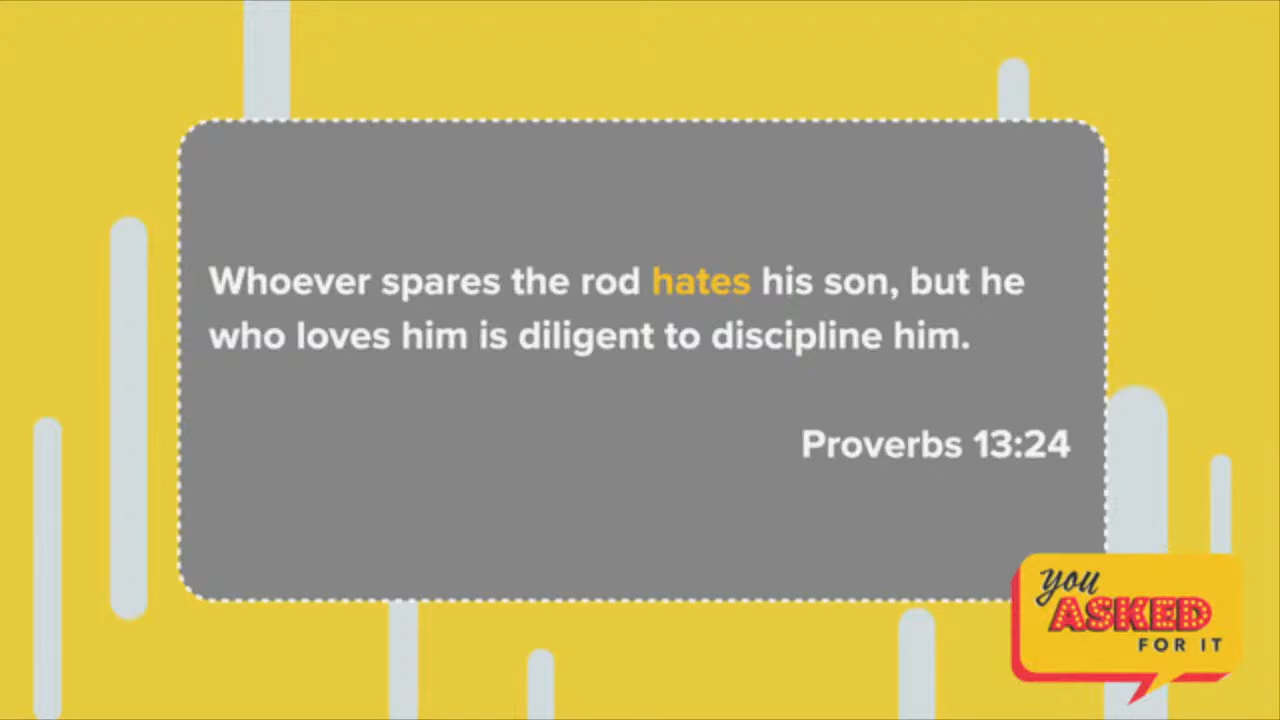 Whoever spares the rod hates his son, but he
who loves him is diligent to discipline him.
Proverbs 13:24
you
ASKED
FOR IT